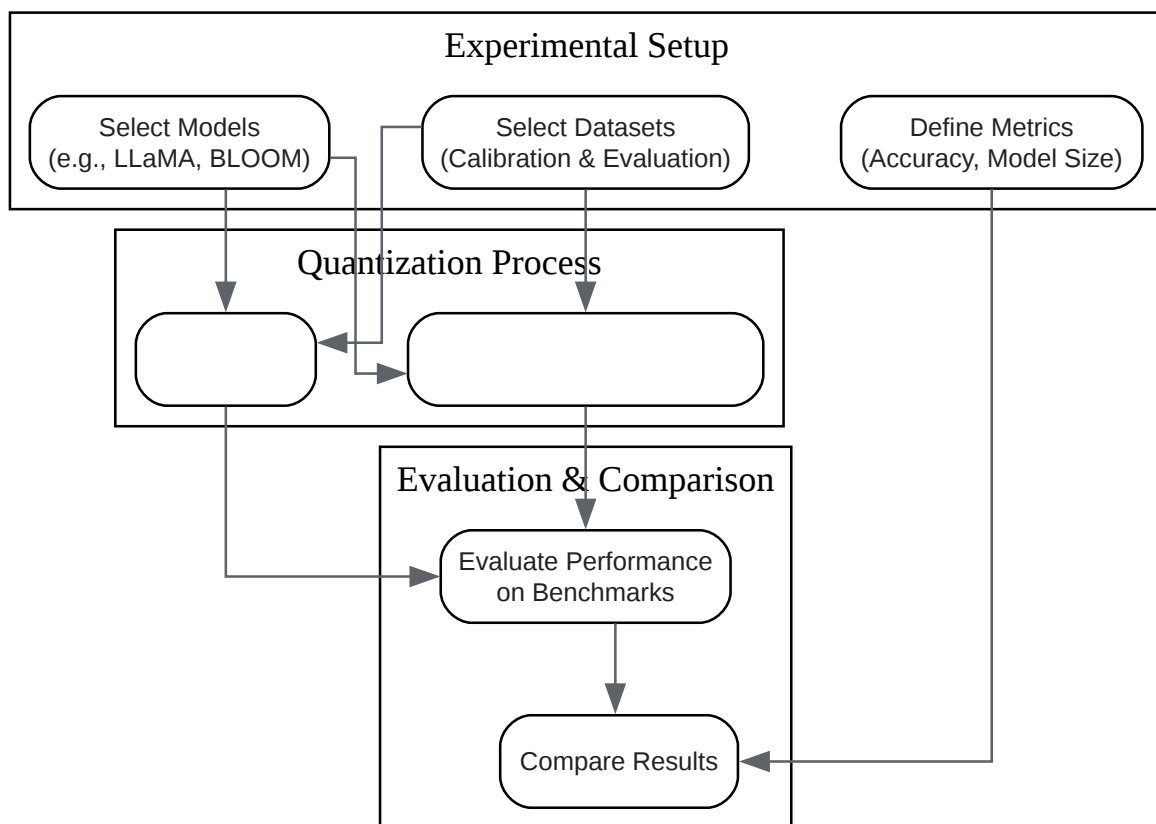 Experimental Setup
Select Models
(e.g., LLaMA, BLOOM)
Select Datasets
(Calibration & Evaluation)
Define Metrics
(Accuracy, Model Size)
Quantization Process
Evaluation & Comparison
Evaluate Performance
on Benchmarks
Compare Results